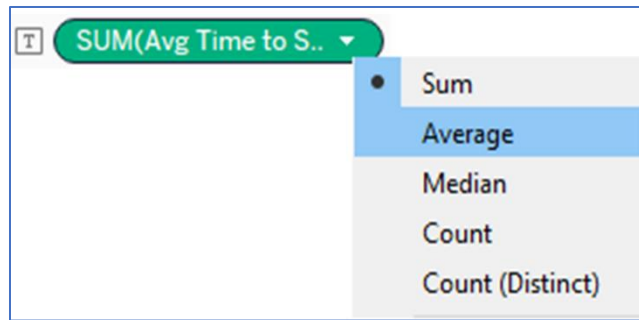 T SUM(Avg Time to S..
Sum
Average
Median
Count
Count (Distinct)